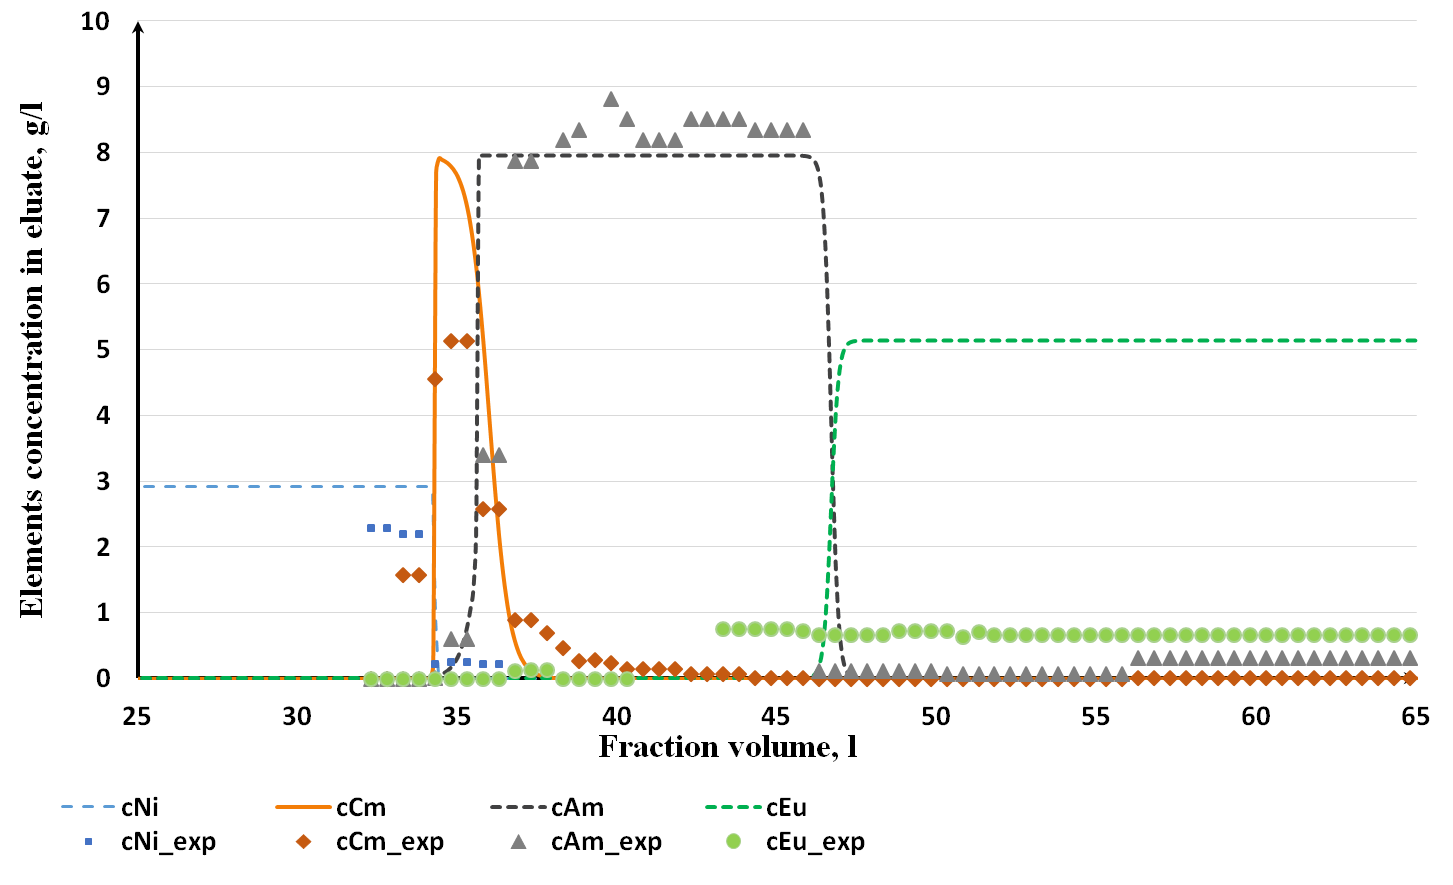 Elements concentration in eluate, g/l
10
9
8
7
6
5
4
3
2
1
0
25 30 35 40 45 50 55 60 65
Fraction volume, l
cNi cCm cAm cEu
cNi_exp cCm_exp cAm_exp cEu_exp